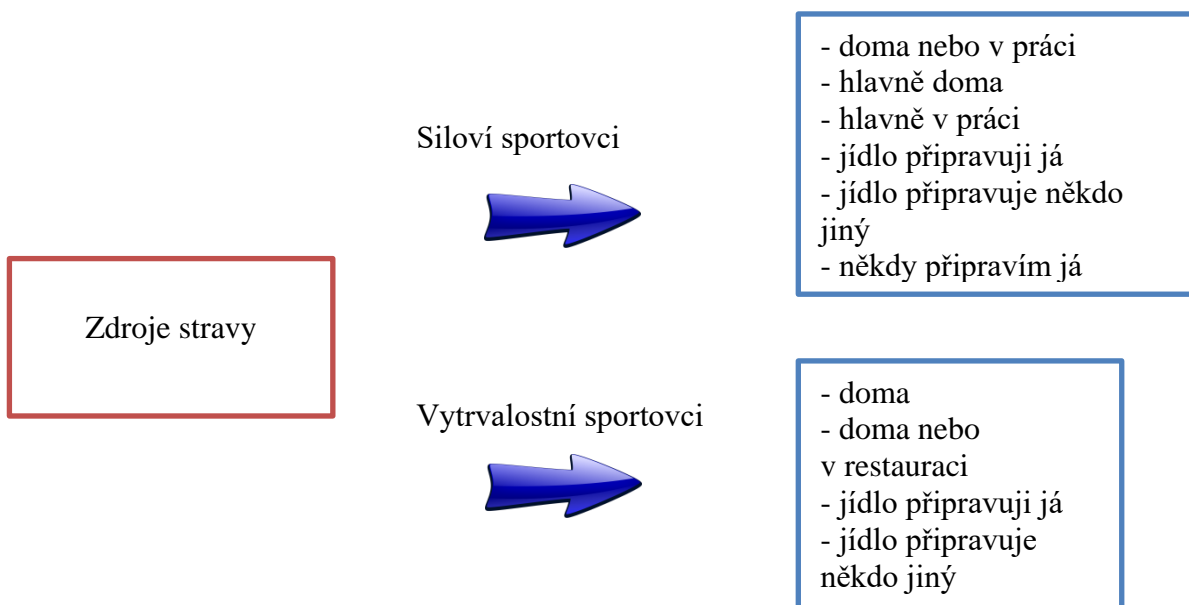 Zdroje stravy
Siloví sportovci
- doma nebo v práci
- hlavně doma
- hlavně v práci
- jídlo připravuji já
- jídlo připravuje někdo
jiný
- někdy připravím já
Vytrvalostní sportovci
- doma
- doma nebo
v restauraci
- jídlo připravuji já
- jídlo připravuje
někdo jiný